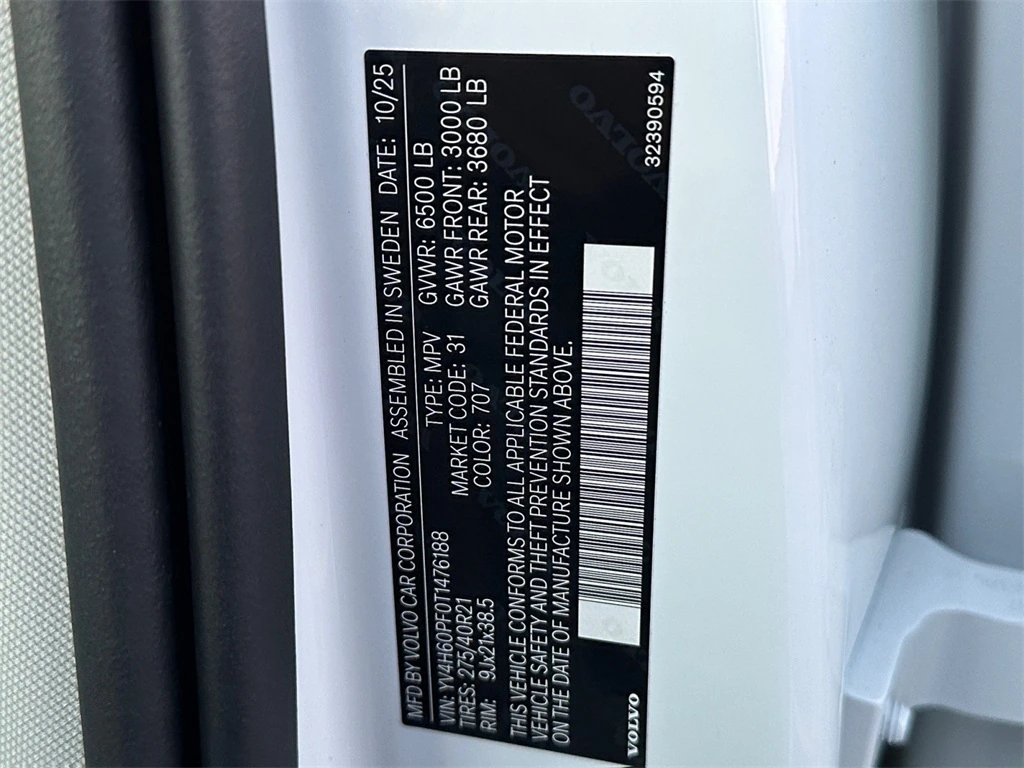 MFD BY VOLVO CAR CORPORATION ASSEMBLED IN SWEDEN DATE: 10/25
VIN: YV4H60PF0T1476188 TYPE: MPV GVWR: 6500 LB
TIRES: 275/40R21 MARKET CODE: 31 GAWR FRONT: 3000 LB
RIM: 9Jx21x38.5 COLOR: 707 GAWR REAR: 3680 LB
THIS VEHICLE CONFORMS TO ALL APPLICABLE FEDERAL MOTOR
VEHICLE SAFETY AND THEFT PREVENTION STANDARDS IN EFFECT
ON THE DATE OF MANUFACTURE SHOWN ABOVE.
VOLVO 32390594